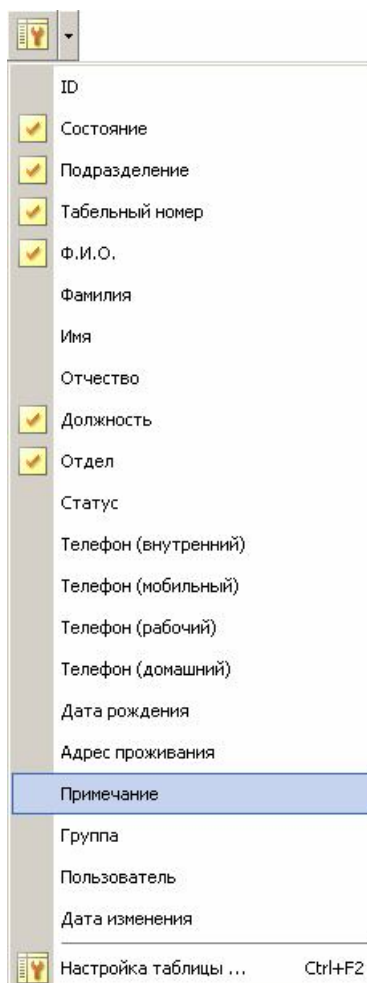 ID
Состояние
Подразделение
Табельный номер
Ф.И.О.
Фамилия
Имя
Отчество
Должность
Отдел
Статус
Телефон (внутренний)
Телефон (мобильный)
Телефон (рабочий)
Телефон (домашний)
Дата рождения
Адрес проживания
Примечание
Группа
Пользователь
Дата изменения
Настройка таблицы ... Ctrl+F2